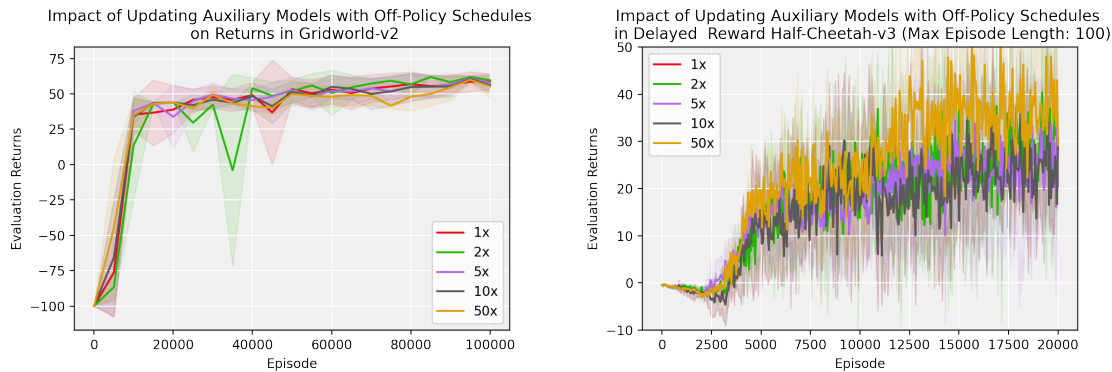 Impact of Updating Auxiliary Models with Off-Policy Schedules
on Returns in Gridworld-v2
75
50
25
0
−25
−50
−75
−100
Evaluation Returns
1x
2x
5x
10x
50x
0
20000
40000
60000
80000
100000
Episode
Impact of Updating Auxiliary Models with Off-Policy Schedules
in Delayed  Reward Half-Cheetah-v3 (Max Episode Length: 100)
50
40
30
20
10
0
−10
Evaluation Returns
1x
2x
5x
10x
50x
0
2500
5000
7500
10000
12500
15000
17500
20000
Episode